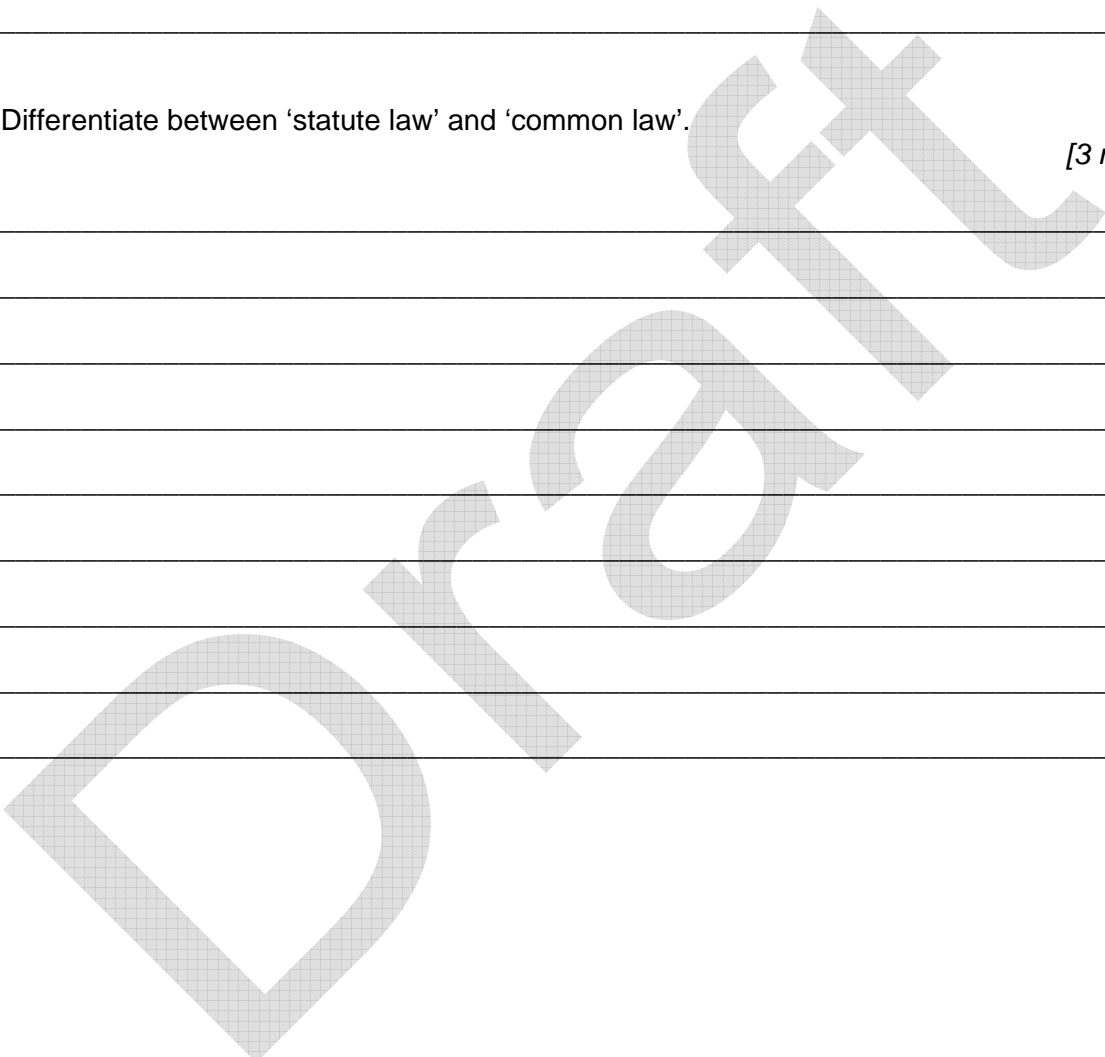 Differentiate between ‘statute law’ and ‘common law’.
[3
Draft